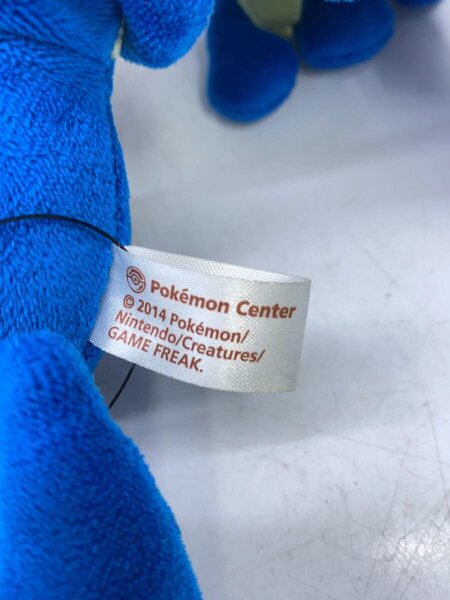 Pokémon Center
© 2014 Pokémon/
Nintendo/Creatures/
GAME FREAK.